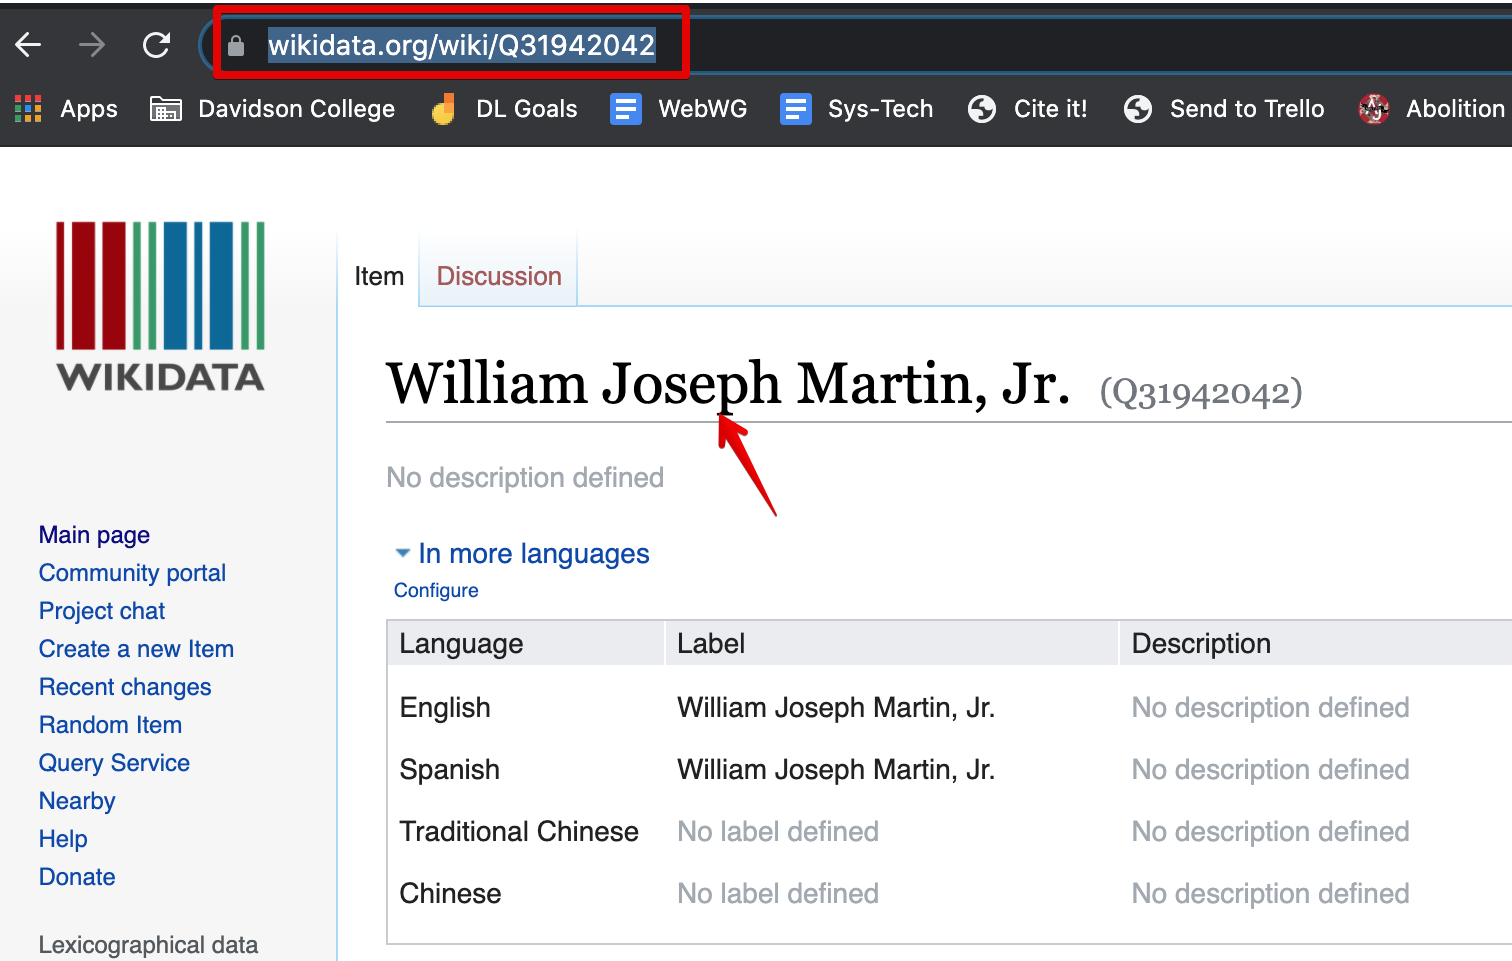 wikidata.org/wiki/Q31942042
Apps Davidson College DL Goals WebWG Sys-Tech Cite it! Send to Trello Abolition
WIKIDATA
Item Discussion
William Joseph Martin, Jr. (Q31942042)
No description defined
In more languages
Configure
Language Label Description
English William Joseph Martin, Jr. No description defined
Spanish William Joseph Martin, Jr. No description defined
Traditional Chinese No label defined No description defined
Chinese No label defined No description defined
Main page
Community portal
Project chat
Create a new Item
Recent changes
Random Item
Query Service
Nearby
Help
Donate
Lexicographical data